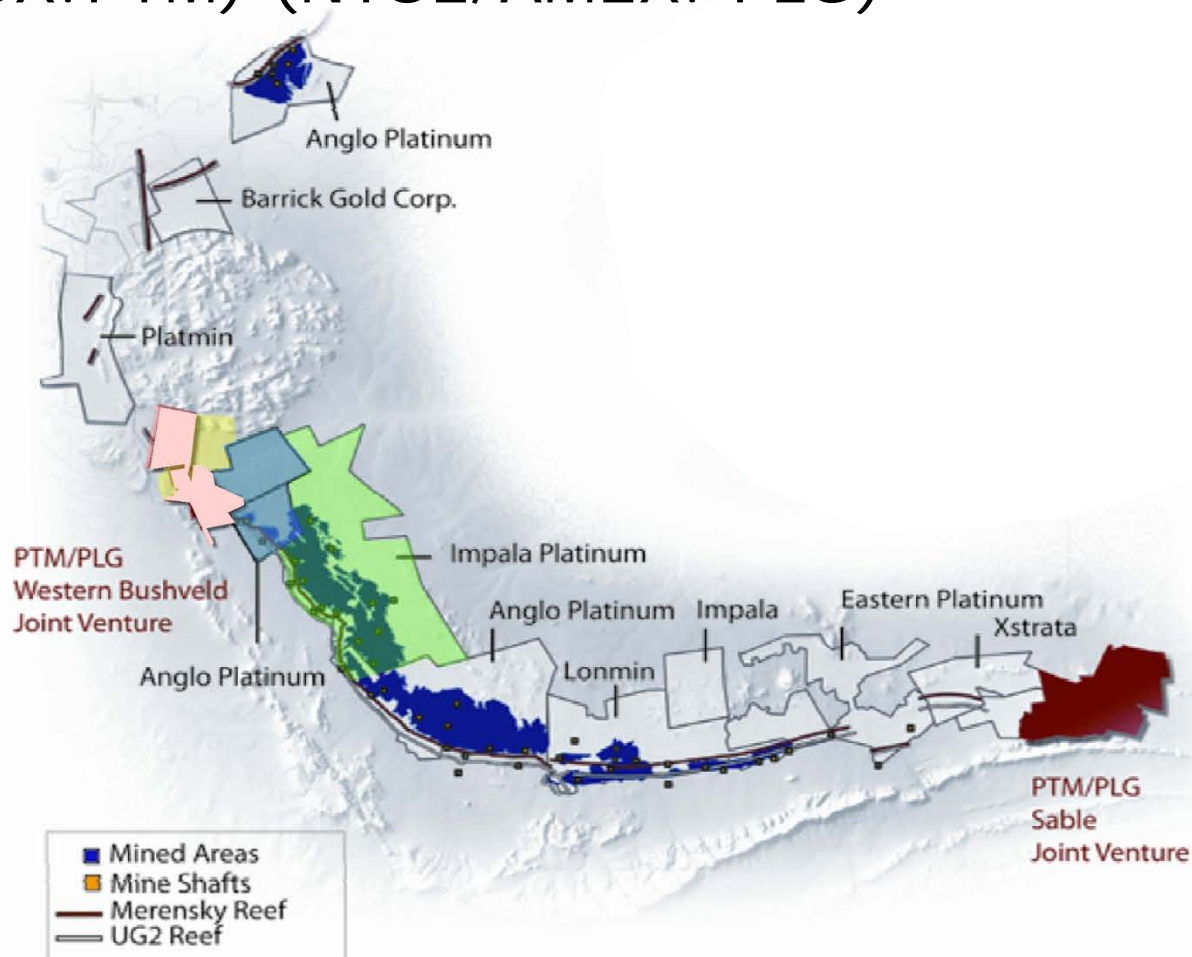 Anglo Platinum
Barrick Gold Corp.
Platmin
PTM/PLG
Western Bushveld
Joint Venture
Impala Platinum
Anglo Platinum
Impala
Eastern Platinum
Xstrata
Anglo Platinum
Lonmin
PTM/PLG
Sable
Joint Venture
Mined Areas
Mine Shafts
Merensky Reef
UG2 Reef